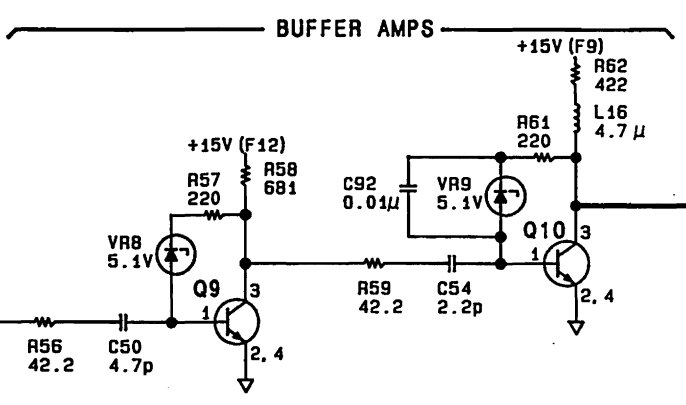 BUFFER AMPS
+15V (F9)
R62
422
L16
4.7 μ
R61
220
+15V (F12)
R58
681
R57
220
C92
0.01μ
VR9
5.1V
Q10
3
1
2, 4
VR8
5.1V
Q9
3
1
2, 4
R59
42.2
C54
2.2p
R56
42.2
C50
4.7p